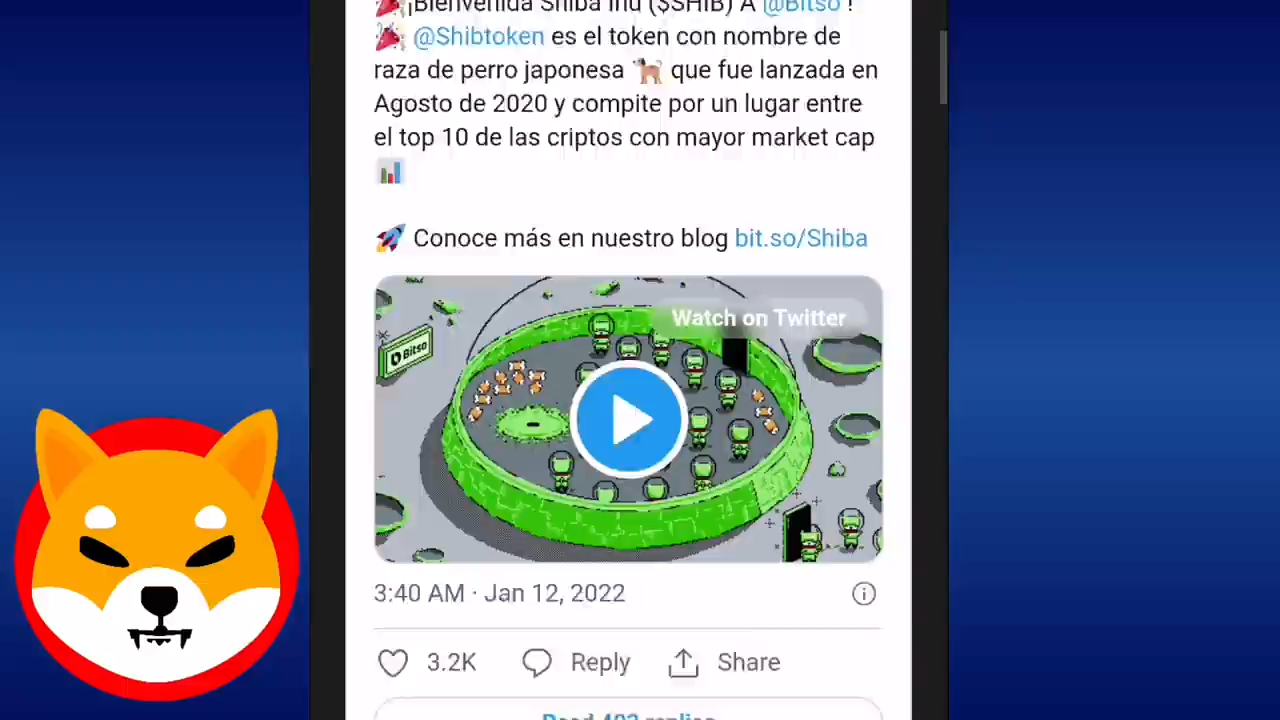 🎉¡Bienvenida Shiba Inu ($SHIB) A @Bitso !
🎉 @Shibtoken es el token con nombre de
raza de perro japonesa 🐕 que fue lanzada en
Agosto de 2020 y compite por un lugar entre
el top 10 de las criptos con mayor market cap
📊
🚀 Conoce más en nuestro blog bit.so/Shiba
Watch on Twitter
Bitso
3:40 AM · Jan 12, 2022
3.2K Reply Share
Read 403 replies